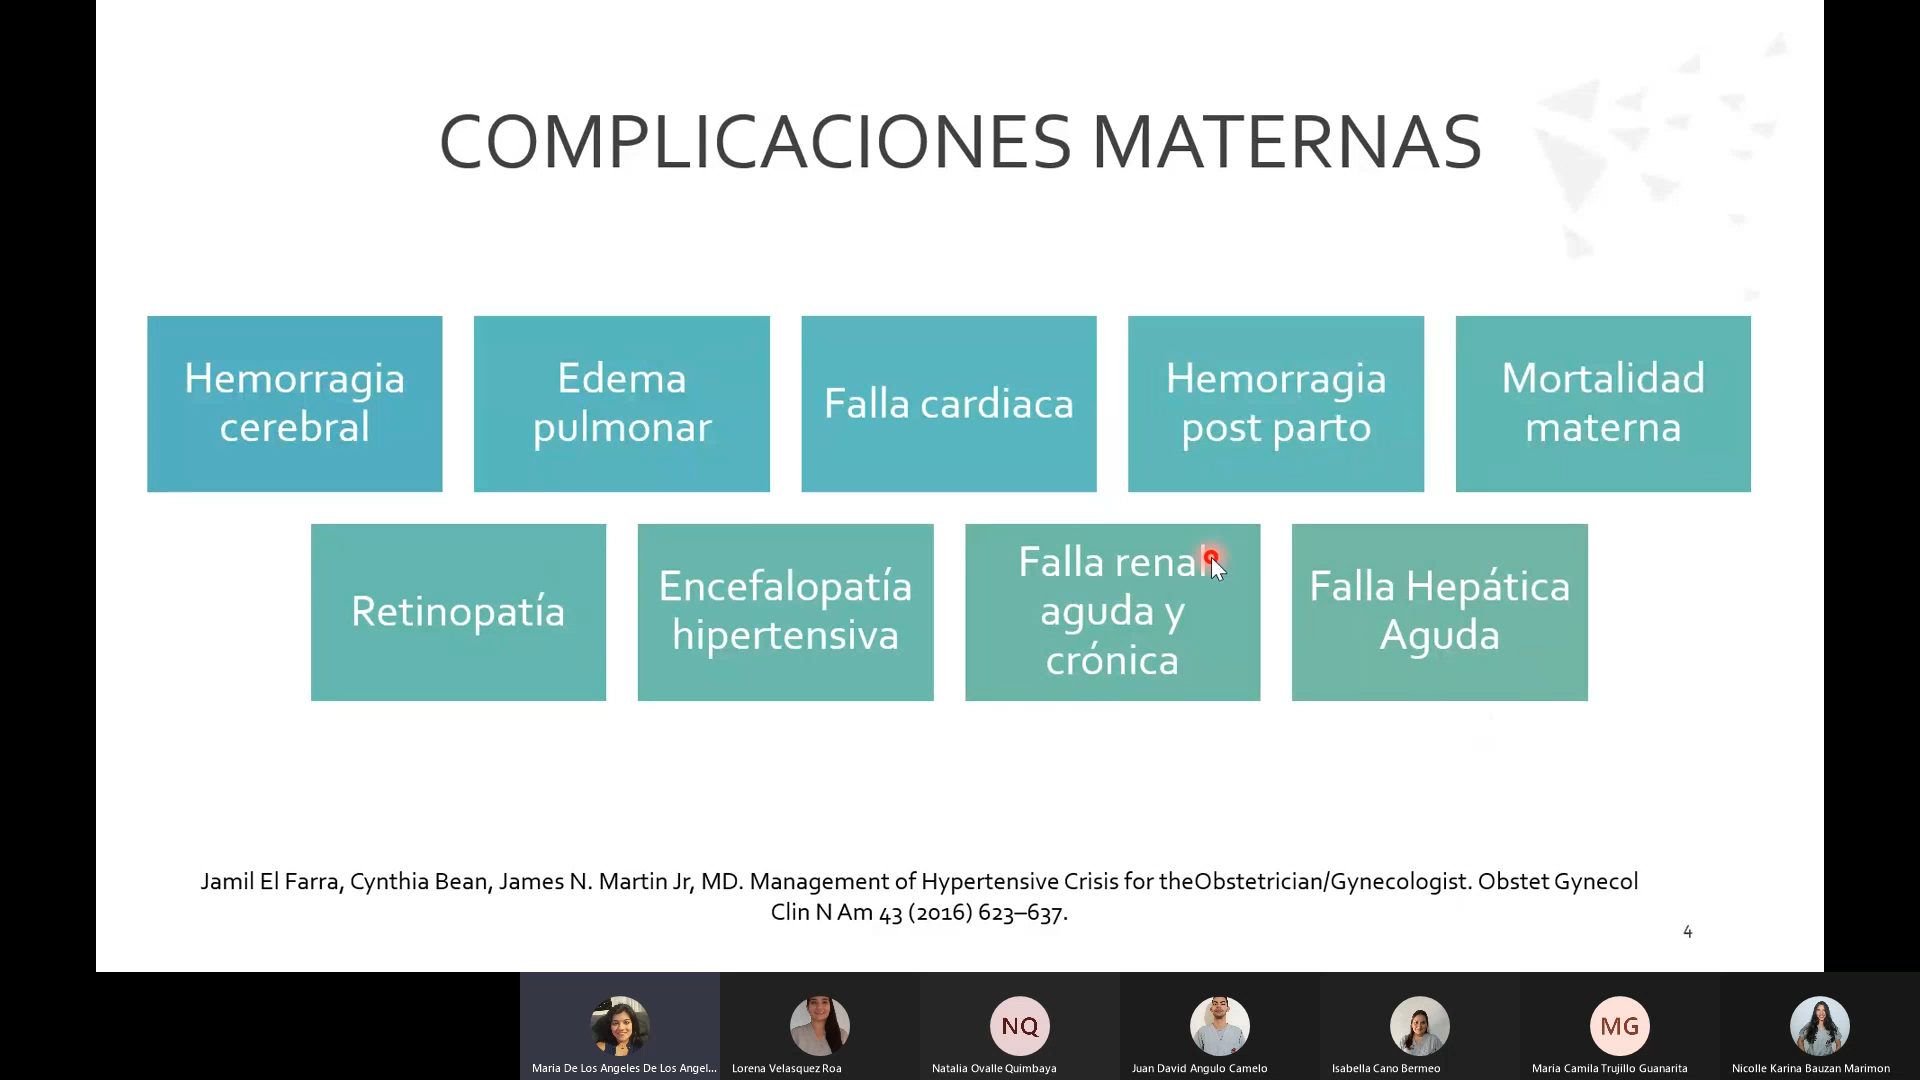 COMPLICACIONES MATERNAS
Hemorragia
cerebral
Edema
pulmonar
Falla cardiaca
Hemorragia
post parto
Mortalidad
materna
Retinopatía
Encefalopatía
hipertensiva
Falla renal
aguda y
crónica
Falla Hepática
Aguda
Jamil El Farra, Cynthia Bean, James N. Martin Jr, MD. Management of Hypertensive Crisis for theObstetrician/Gynecologist. Obstet Gynecol
Clin N Am 43 (2016) 623–637.
4
NQ
MG
Maria De Los Angeles De Los Angel...
Lorena Velasquez Roa
Natalia Ovalle Quimbaya
Juan David Angulo Camelo
Isabella Cano Bermeo
Maria Camila Trujillo Guanarita
Nicolle Karina Bauzan Marimon